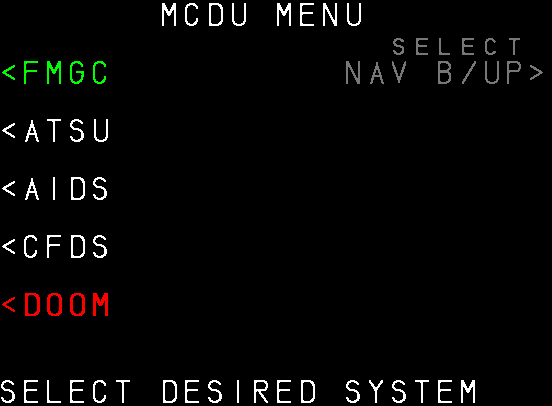 MCDU MENU
SELECT
<FMGC NAV B/UP>
<ATSU
<AIDS
<CFDS
<DOOM
SELECT DESIRED SYSTEM